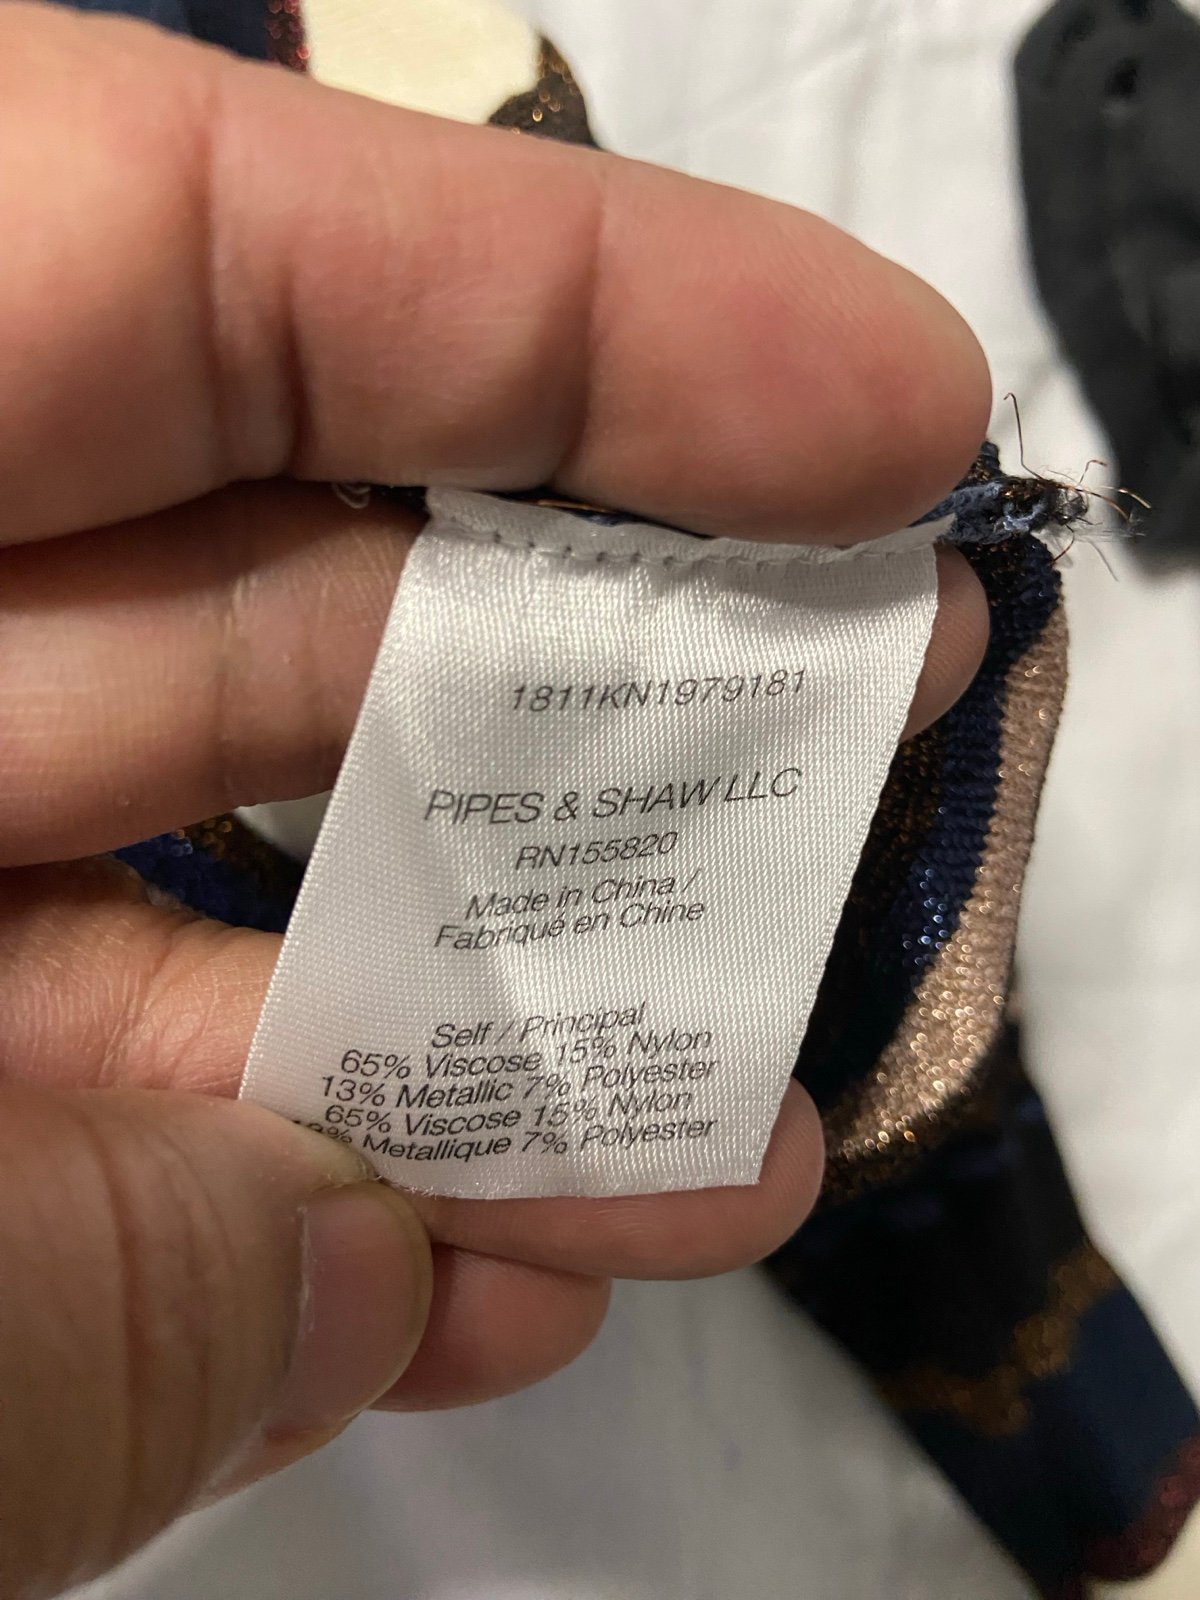 1811KN1979181
PIPES & SHAW LLC
RN155820
Made in China /
Fabriqué en Chine
Self / Principal
65% Viscose 15% Nylon
13% Metallic 7% Polyester
65% Viscose 15% Nylon
13% Metallique 7% Polyester